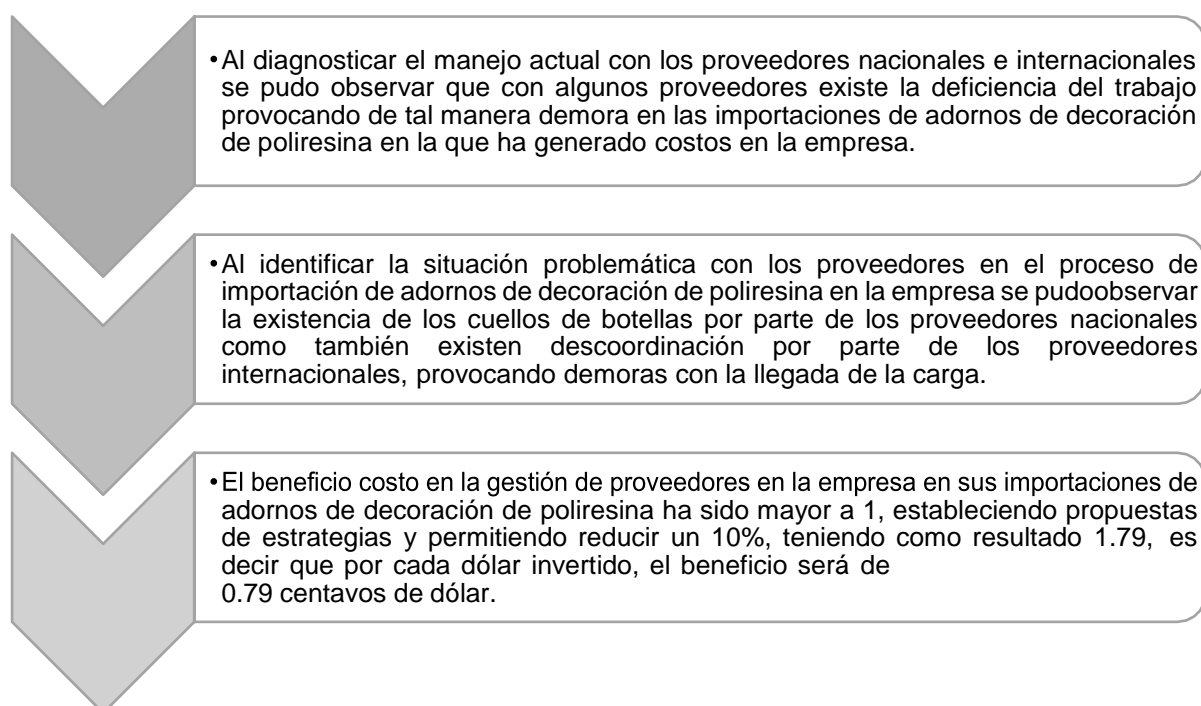 •Al diagnosticar el manejo actual con los proveedores nacionales e internacionales
se pudo observar que con algunos proveedores existe la deficiencia del trabajo
provocando de tal manera demora en las importaciones de adornos de decoración
de poliresina en la que ha generado costos en la empresa.
•Al identificar la situación problemática con los proveedores en el proceso de
importación de adornos de decoración de poliresina en la empresa se pudoobservar
la existencia de los cuellos de botellas por parte de los proveedores nacionales
como también existen descoordinación por parte de los proveedores
internacionales, provocando demoras con la llegada de la carga.
•El beneficio costo en la gestión de proveedores en la empresa en sus importaciones de
adornos de decoración de poliresina ha sido mayor a 1, estableciendo propuestas
de estrategias y permitiendo reducir un 10%, teniendo como resultado 1.79, es
decir que por cada dólar invertido, el beneficio será de
0.79 centavos de dólar.